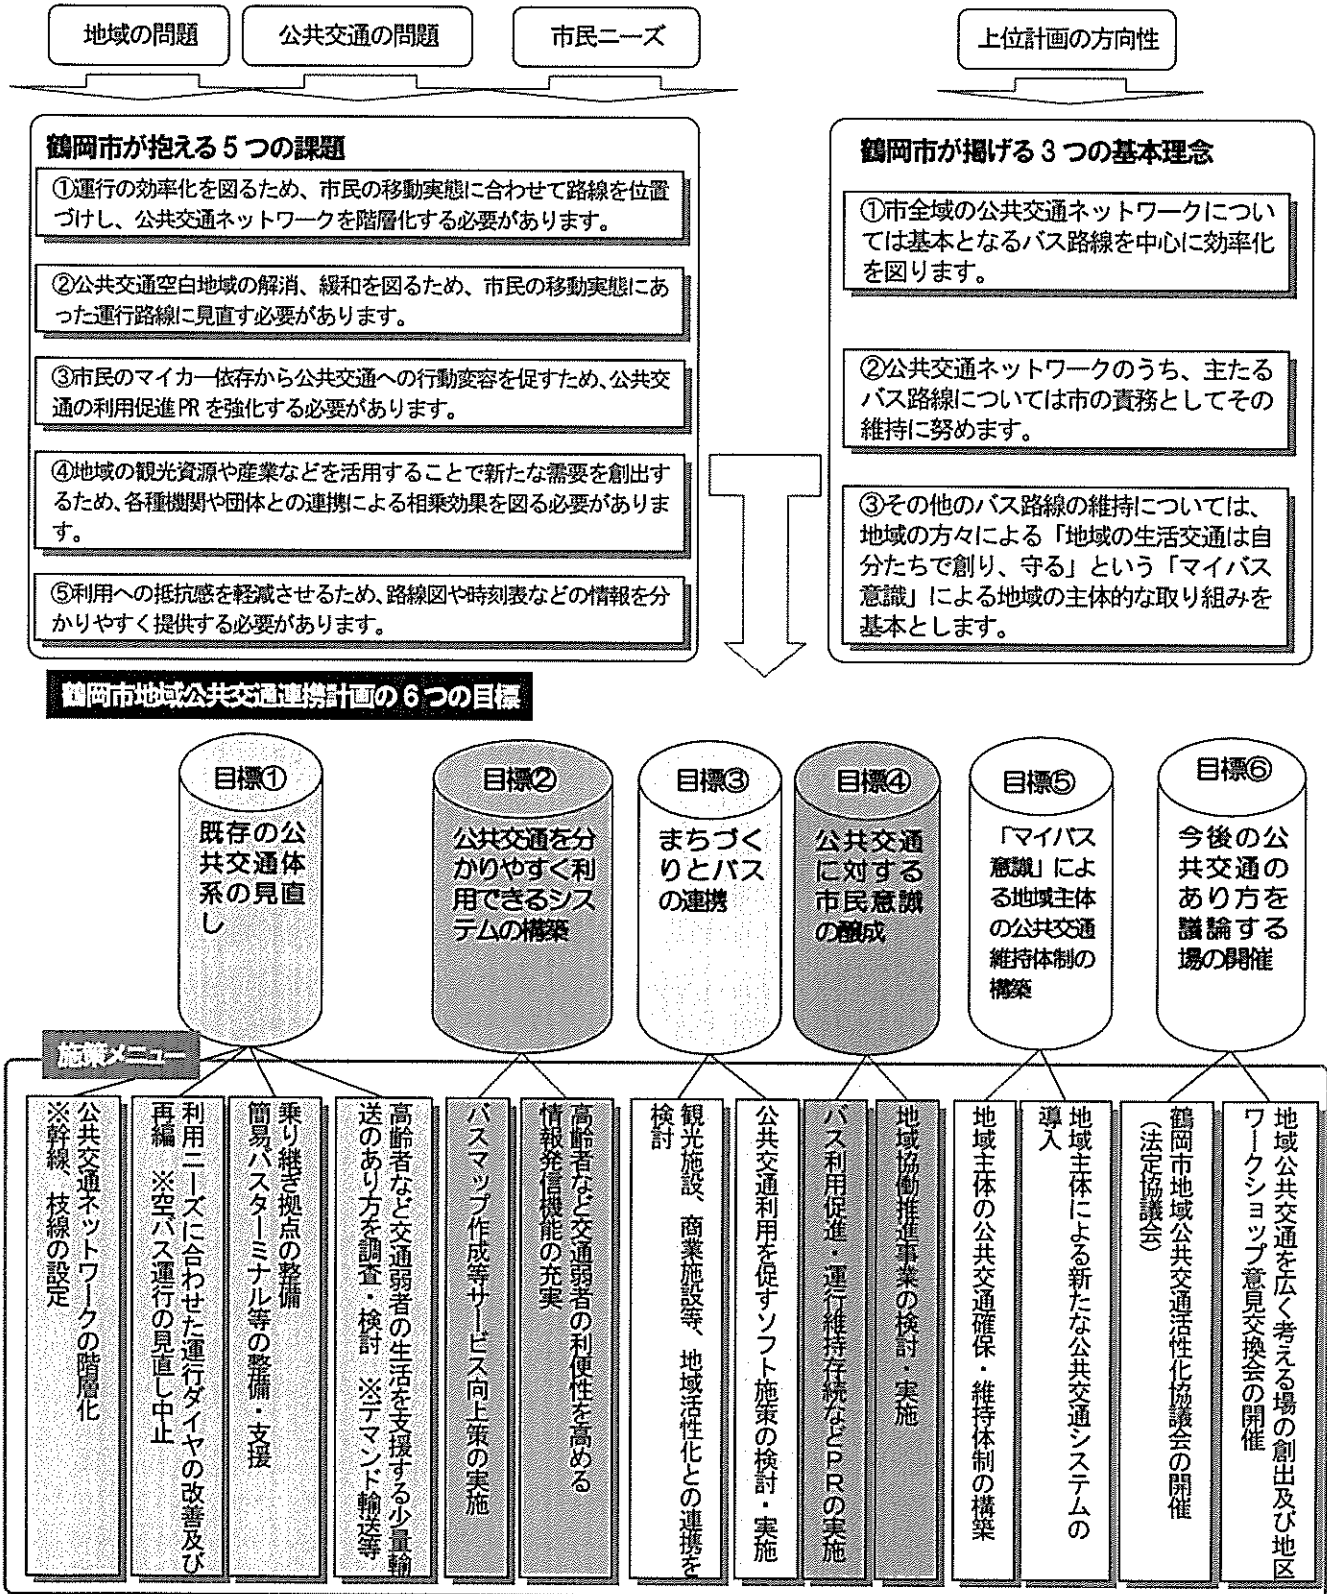 地域の問題
公共交通の問題
市民ニーズ
上位計画の方向性
鶴岡市が抱える5つの課題
①運行の効率化を図るため、市民の移動実態に合わせて路線を位置
づけし、公共交通ネットワークを階層化する必要があります。
②公共交通空白地域の解消、緩和を図るため、市民の移動実態にあ
った運行路線に見直す必要があります。
③市民のマイカー依存から公共交通への行動変容を促すため、公共交
通の利用促進PRを強化する必要があります。
④地域の観光資源や産業などを活用することで新たな需要を創出す
るため、各種機関や団体との連携による相乗効果を図る必要がありま
す。
⑤利用への抵抗感を軽減させるため、路線図や時刻表などの情報を分
かりやすく提供する必要があります。
鶴岡市が掲げる3つの基本理念
①市全域の公共交通ネットワークについ
ては基本となるバス路線を中心に効率化
を図ります。
②公共交通ネットワークのうち、主たる
バス路線については市の責務としてその
維持に努めます。
③その他のバス路線の維持については、
地域の方々による「地域の生活交通は自
分たちで創り、守る」という「マイバス
意識」による地域の主体的な取り組みを
基本とします。
鶴岡市地域公共交通連携計画の6つの目標
目標①
既存の公
共交通体
系の見直
し
目標②
公共交通を分
かりやすく利
用できるシス
テムの構築
目標③
まちづく
りとバス
の連携
目標④
公共交通
に対する
市民意識
の醸成
目標⑤
「マイバス
意識」によ
る地域主体
の公共交通
維持体制の
構築
目標⑥
今後の公
共交通の
あり方を
議論する
場の開催
施策メニュー
公共交通ネットワークの階層化
※幹線、枝線の設定
利用ニーズに合わせた運行ダイヤの改善及び
再編　※空バス運行の見直し中止
乗り継ぎ拠点の整備
簡易バスターミナル等の整備・支援
高齢者など交通弱者の生活を支援する少量輸
送のあり方を調査・検討　※デマンド輸送等
バスマップ作成等サービス向上策の実施
高齢者など交通弱者の利便性を高める
情報発信機能の充実
観光施設、商業施設等、地域活性化との連携を
検討
公共交通利用を促すソフト施策の検討・実施
バス利用促進・運行維持存続などPRの実施
地域協働推進事業の検討・実施
地域主体の公共交通確保・維持体制の構築
地域主体による新たな公共交通システムの
導入
鶴岡市地域公共交通活性化協議会の開催
（法定協議会）
地域公共交通を広く考える場の創出及び地区
ワークショップ意見交換会の開催